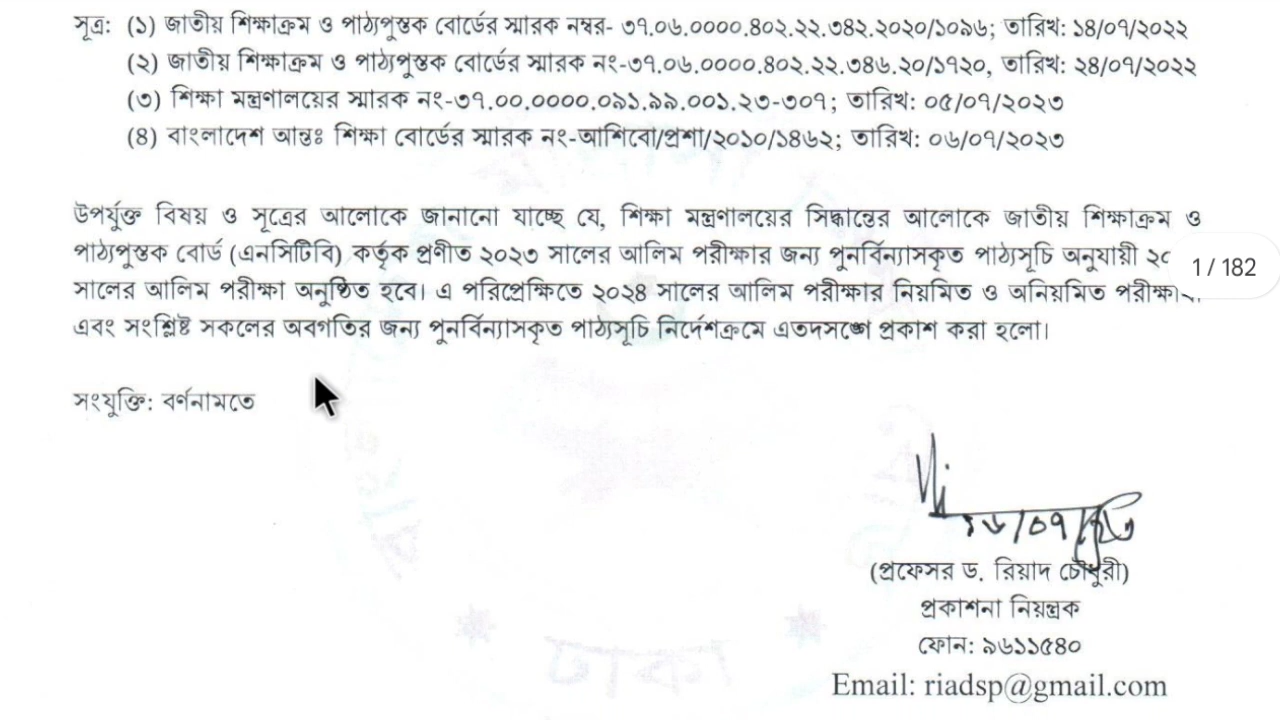 সূত্র: (১) জাতীয় শিক্ষাক্রম ও পাঠ্যপুস্তক বোর্ডের স্মারক নম্বর- ৩৭.০৬.০০০০.৪০২.২২.৩৪২.২০২০/১০৯৬; তারিখ: ১৪/০৭/২০২২
(২) জাতীয় শিক্ষাক্রম ও পাঠ্যপুস্তক বোর্ডের স্মারক নং-৩৭.০৬.০০০০.৪০২.২২.৩৪৬.২০/১৭২০, তারিখ: ২৪/০৭/২০২২
(৩) শিক্ষা মন্ত্রণালয়ের স্মারক নং-৩৭.০০.০০০০.০৯১.৯৯.০০১.২৩-৩০৭; তারিখ: ০৫/০৭/২০২৩
(৪) বাংলাদেশ আন্তঃ শিক্ষা বোর্ডের স্মারক নং-আশিবো/প্রশা/২০১০/১৪৬২; তারিখ: ০৬/০৭/২০২৩
উপর্যুক্ত বিষয় ও সূত্রের আলোকে জানানো যাচ্ছে যে, শিক্ষা মন্ত্রণালয়ের সিদ্ধান্তের আলোকে জাতীয় শিক্ষাক্রম ও
পাঠ্যপুস্তক বোর্ড (এনসিটিবি) কর্তৃক প্রণীত ২০২৩ সালের আলিম পরীক্ষার জন্য পুনর্বিন্যাসকৃত পাঠ্যসূচি অনুযায়ী
1 / 182
সালের আলিম পরীক্ষা অনুষ্ঠিত হবে। এ পরিপ্রেক্ষিতে ২০২৪ সালের আলিম পরীক্ষার নিয়মিত ও অনিয়মিত
এবং সংশ্লিষ্ট সকলের অবগতির জন্য পুনর্বিন্যাসকৃত পাঠ্যসূচি নির্দেশক্রমে এতদসঙ্গে প্রকাশ করা হলো।
সংযুক্তি: বর্ণনামতে
(প্রফেসর ড. রিয়াদ চৌধুরী)
প্রকাশনা নিয়ন্ত্রক
ফোন: ৯৬১১৫৪০
Email: riadsp@gmail.com
ঢাকা